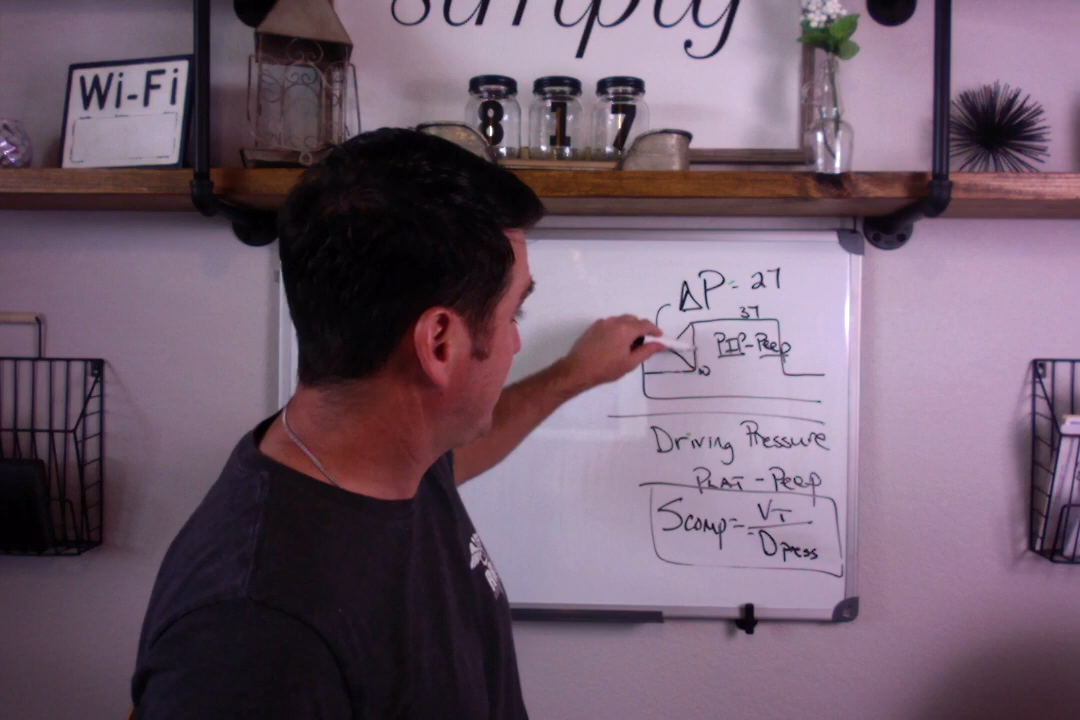 simply
Wi-Fi
8 1 7
ΔP = 27
37
PIP-Peep
10
Driving Pressure
PLAT - Peep
Scomp = VT
Dpress